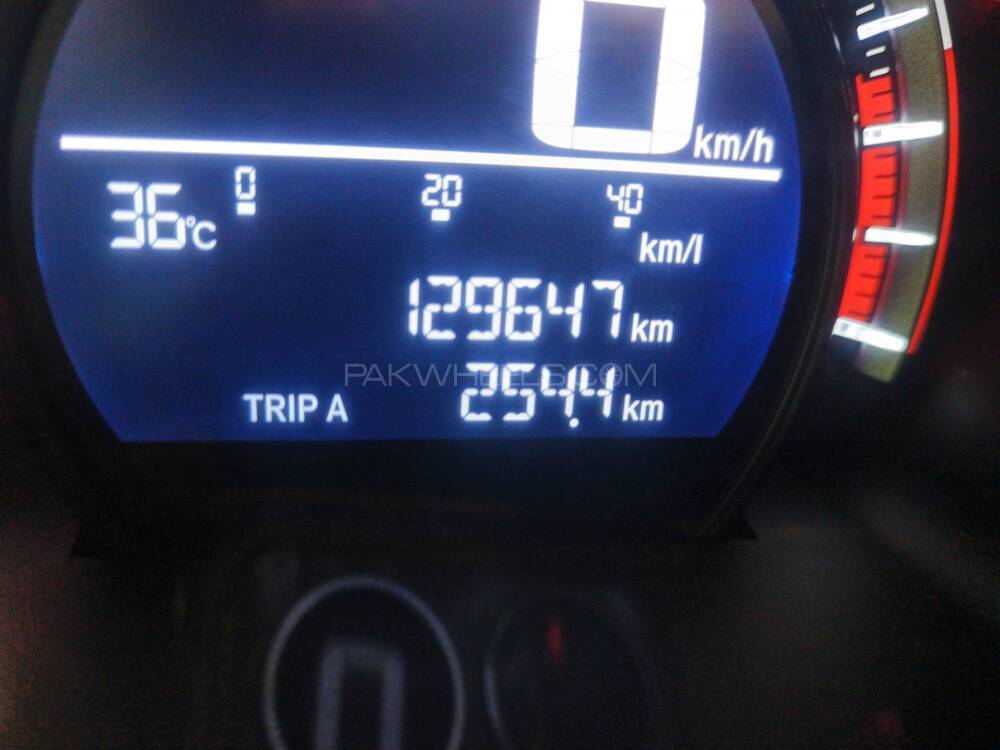 0 km/h
36°C 0 20 40
km/l
129647 km
PAKWHEELS.COM
TRIP A 254.4 km